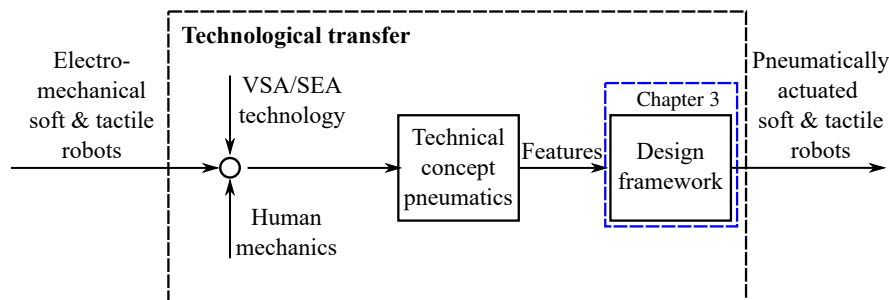 Technological transfer
Electro-
mechanical
soft & tactile
robots
VSA/SEA
technology
Human
mechanics
Technical
concept
pneumatics
Features
Chapter 3
Design
framework
Pneumatically
actuated
soft & tactile
robots